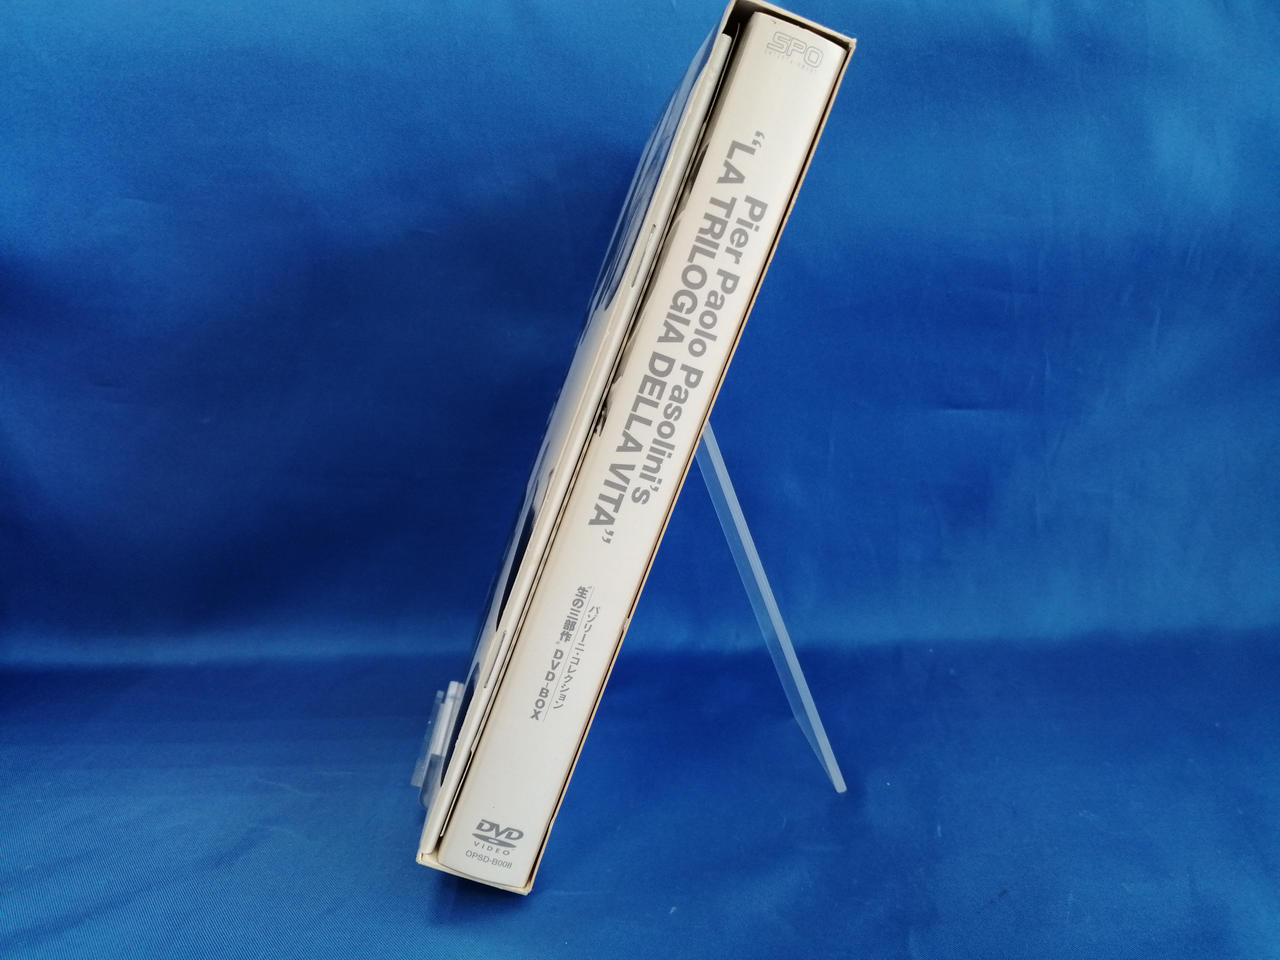 SPO
Pier Paolo Pasolini's
“LA TRILOGIA DELLA VITA”
パゾリーニ・コレクション
“生の三部作” DVD-BOX
DVD
VIDEO
OPSD-B008